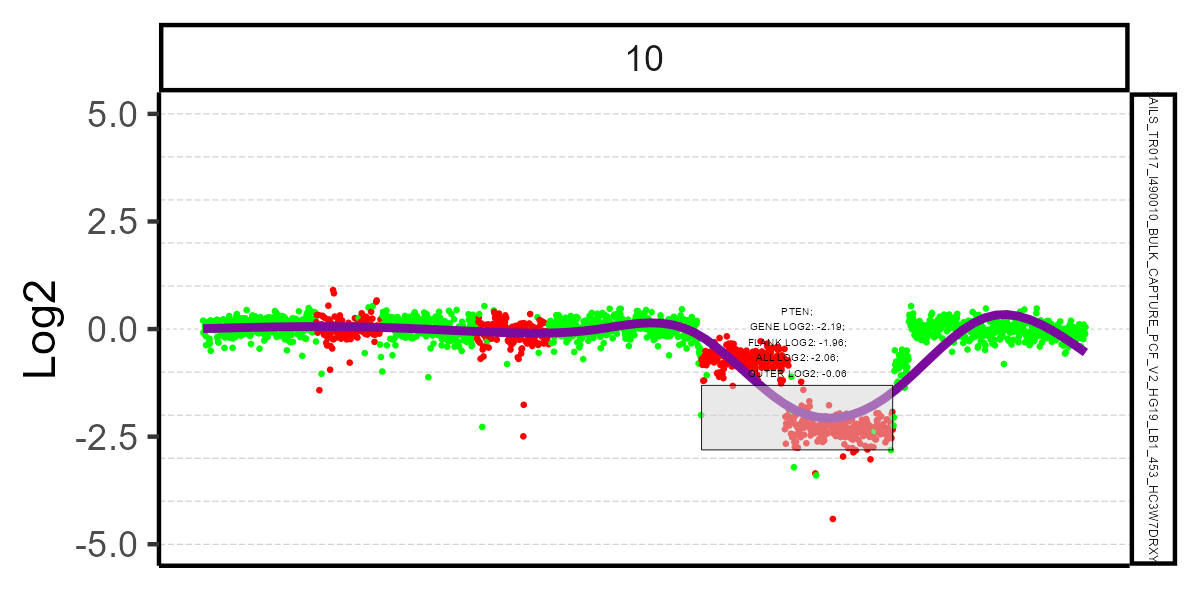 10
5.0
2.5
0.0
-2.5
-5.0
Log2
PTEN;
GENE LOG2: -2.19;
FLANK LOG2: -1.96;
ALL LOG2: -2.06;
OUTER LOG2: -0.06
AILS_TR017_I490010_BULK_CAPTURE_PCF_V2_HG19_LB1_453_HC3W7DRXY